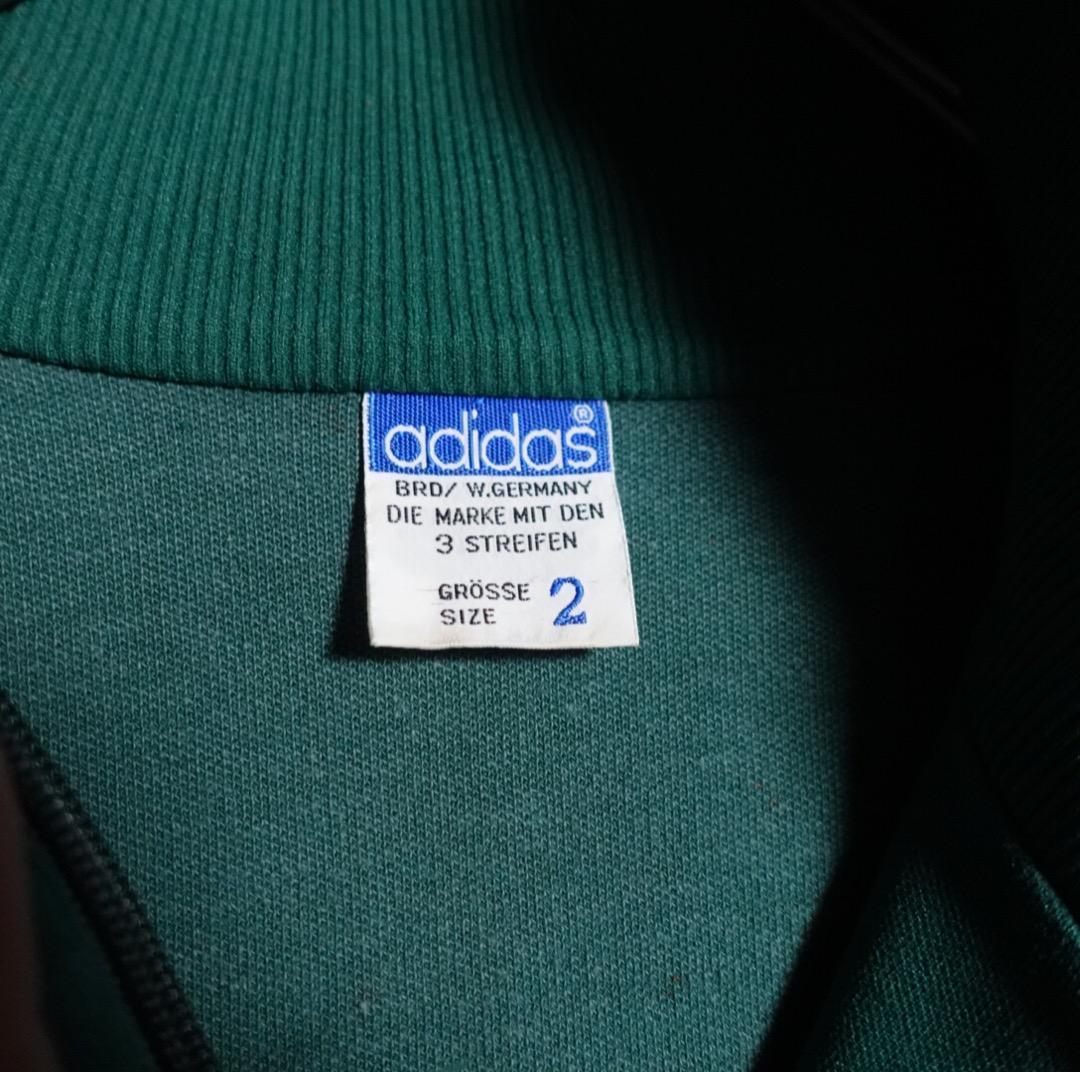 adidas®
BRD/ W.GERMANY
DIE MARKE MIT DEN
3 STREIFEN
GRÖSSE 2
SIZE